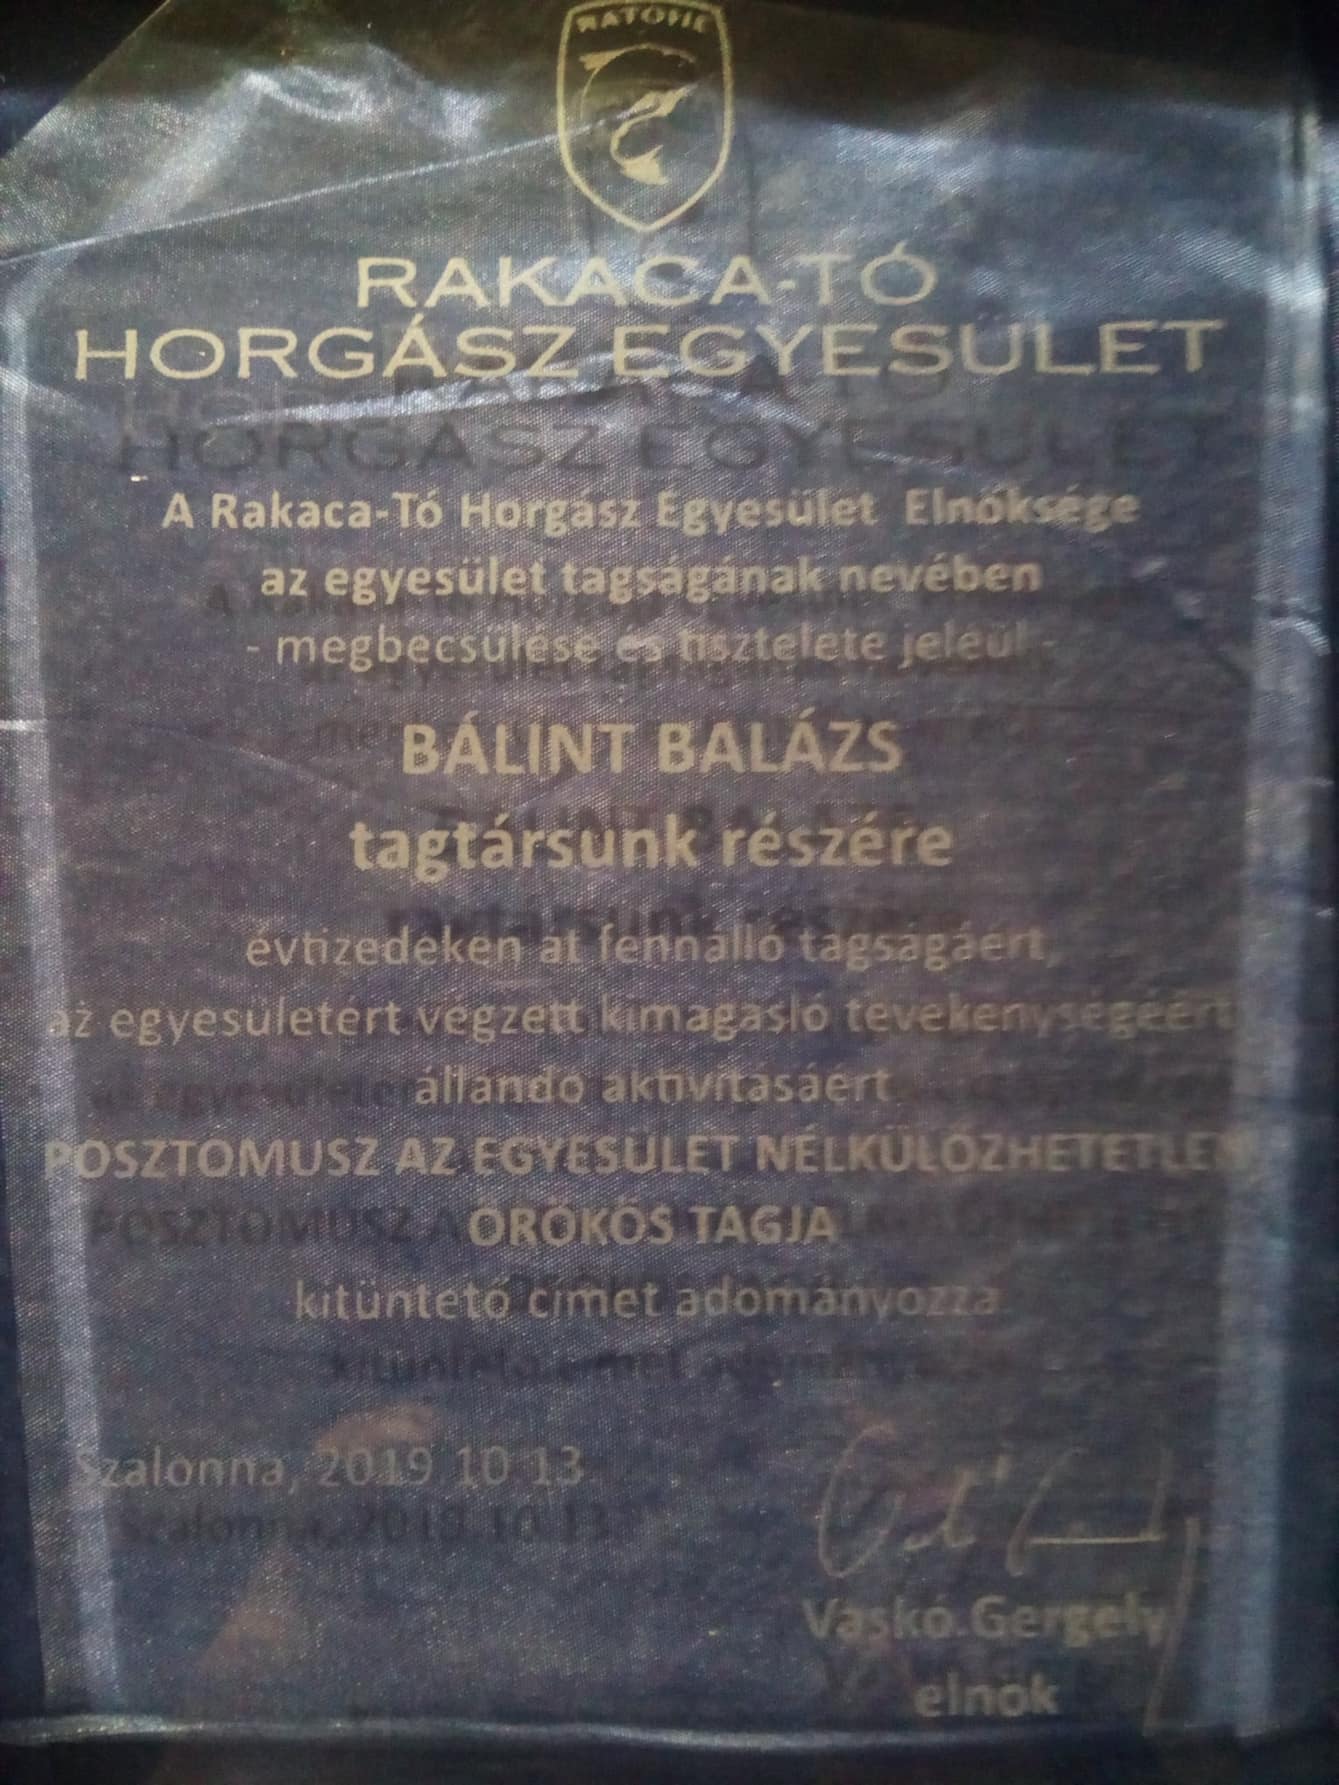 RATOHE
RAKACA-TÓ
HORGÁSZ EGYESÜLET
A Rakaca-Tó Horgász Egyesület Elnöksége
az egyesület tagságának nevében
- megbecsülése és tisztelete jeléül -
BÁLINT BALÁZS
tagtársunk részére
évtizedeken át fennálló tagságáért,
az egyesületért végzett kimagasló tevékenységéért
állandó aktivitásáért
POSZTOMUSZ AZ EGYESÜLET NÉLKÜLÖZHETETLEN
ÖRÖKÖS TAGJA
kitüntető címet adományozza
Szalonna, 2019 10 13
Vaskó Gergely
elnök